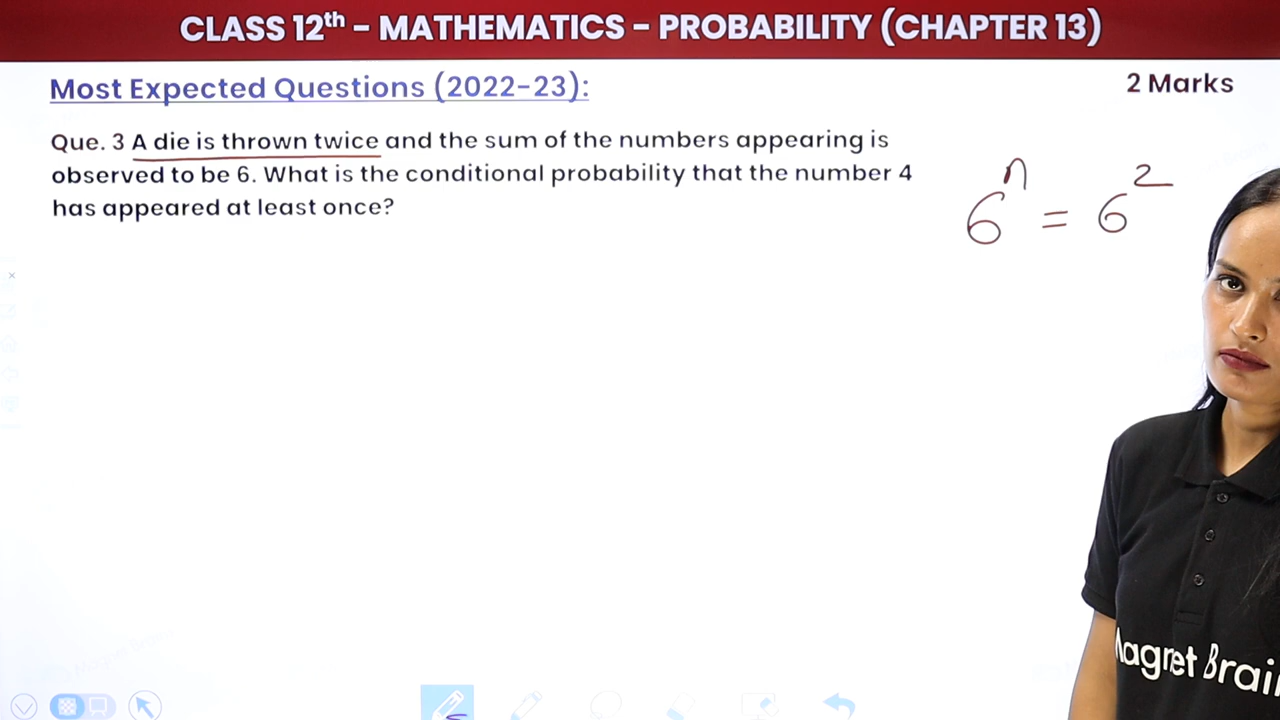 CLASS 12th - MATHEMATICS - PROBABILITY (CHAPTER 13)
Most Expected Questions (2022-23):
2 Marks
Que. 3 A die is thrown twice and the sum of the numbers appearing is
observed to be 6. What is the conditional probability that the number 4
has appeared at least once?
6^n = 6^2
Magnet Brain
Magnet Brains